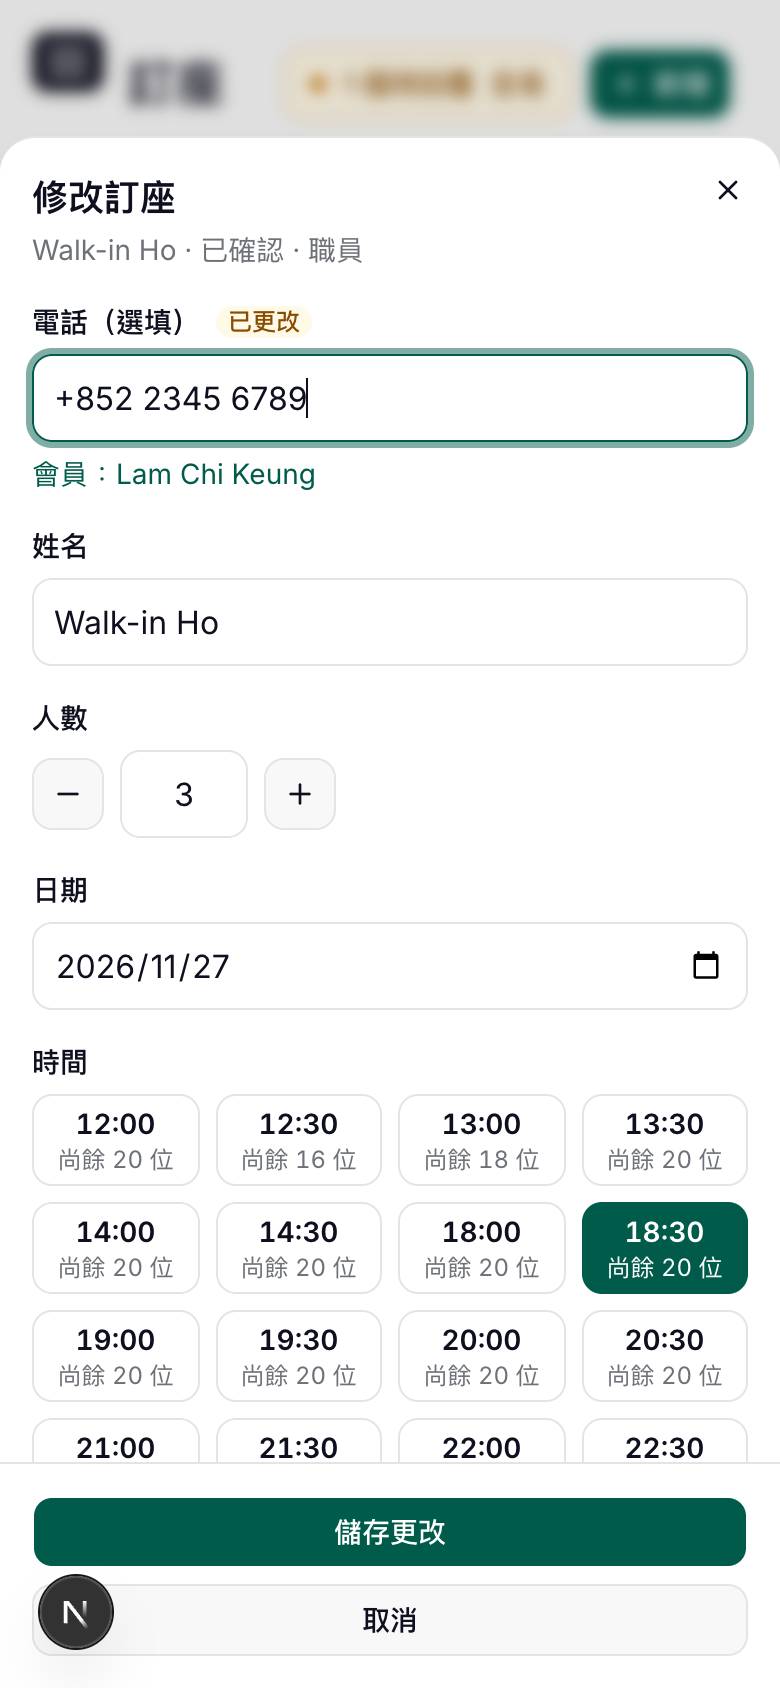 修改訂座
Walk-in Ho · 已確認 · 職員
電話（選填） 已更改
+852 2345 6789
會員：Lam Chi Keung
姓名
Walk-in Ho
人數
− 3 +
日期
2026/11/27
時間
12:00 12:30 13:00 13:30
尚餘 20 位 尚餘 16 位 尚餘 18 位 尚餘 20 位
14:00 14:30 18:00 18:30
尚餘 20 位 尚餘 20 位 尚餘 20 位 尚餘 20 位
19:00 19:30 20:00 20:30
尚餘 20 位 尚餘 20 位 尚餘 20 位 尚餘 20 位
21:00 21:30 22:00 22:30
儲存更改
N 取消